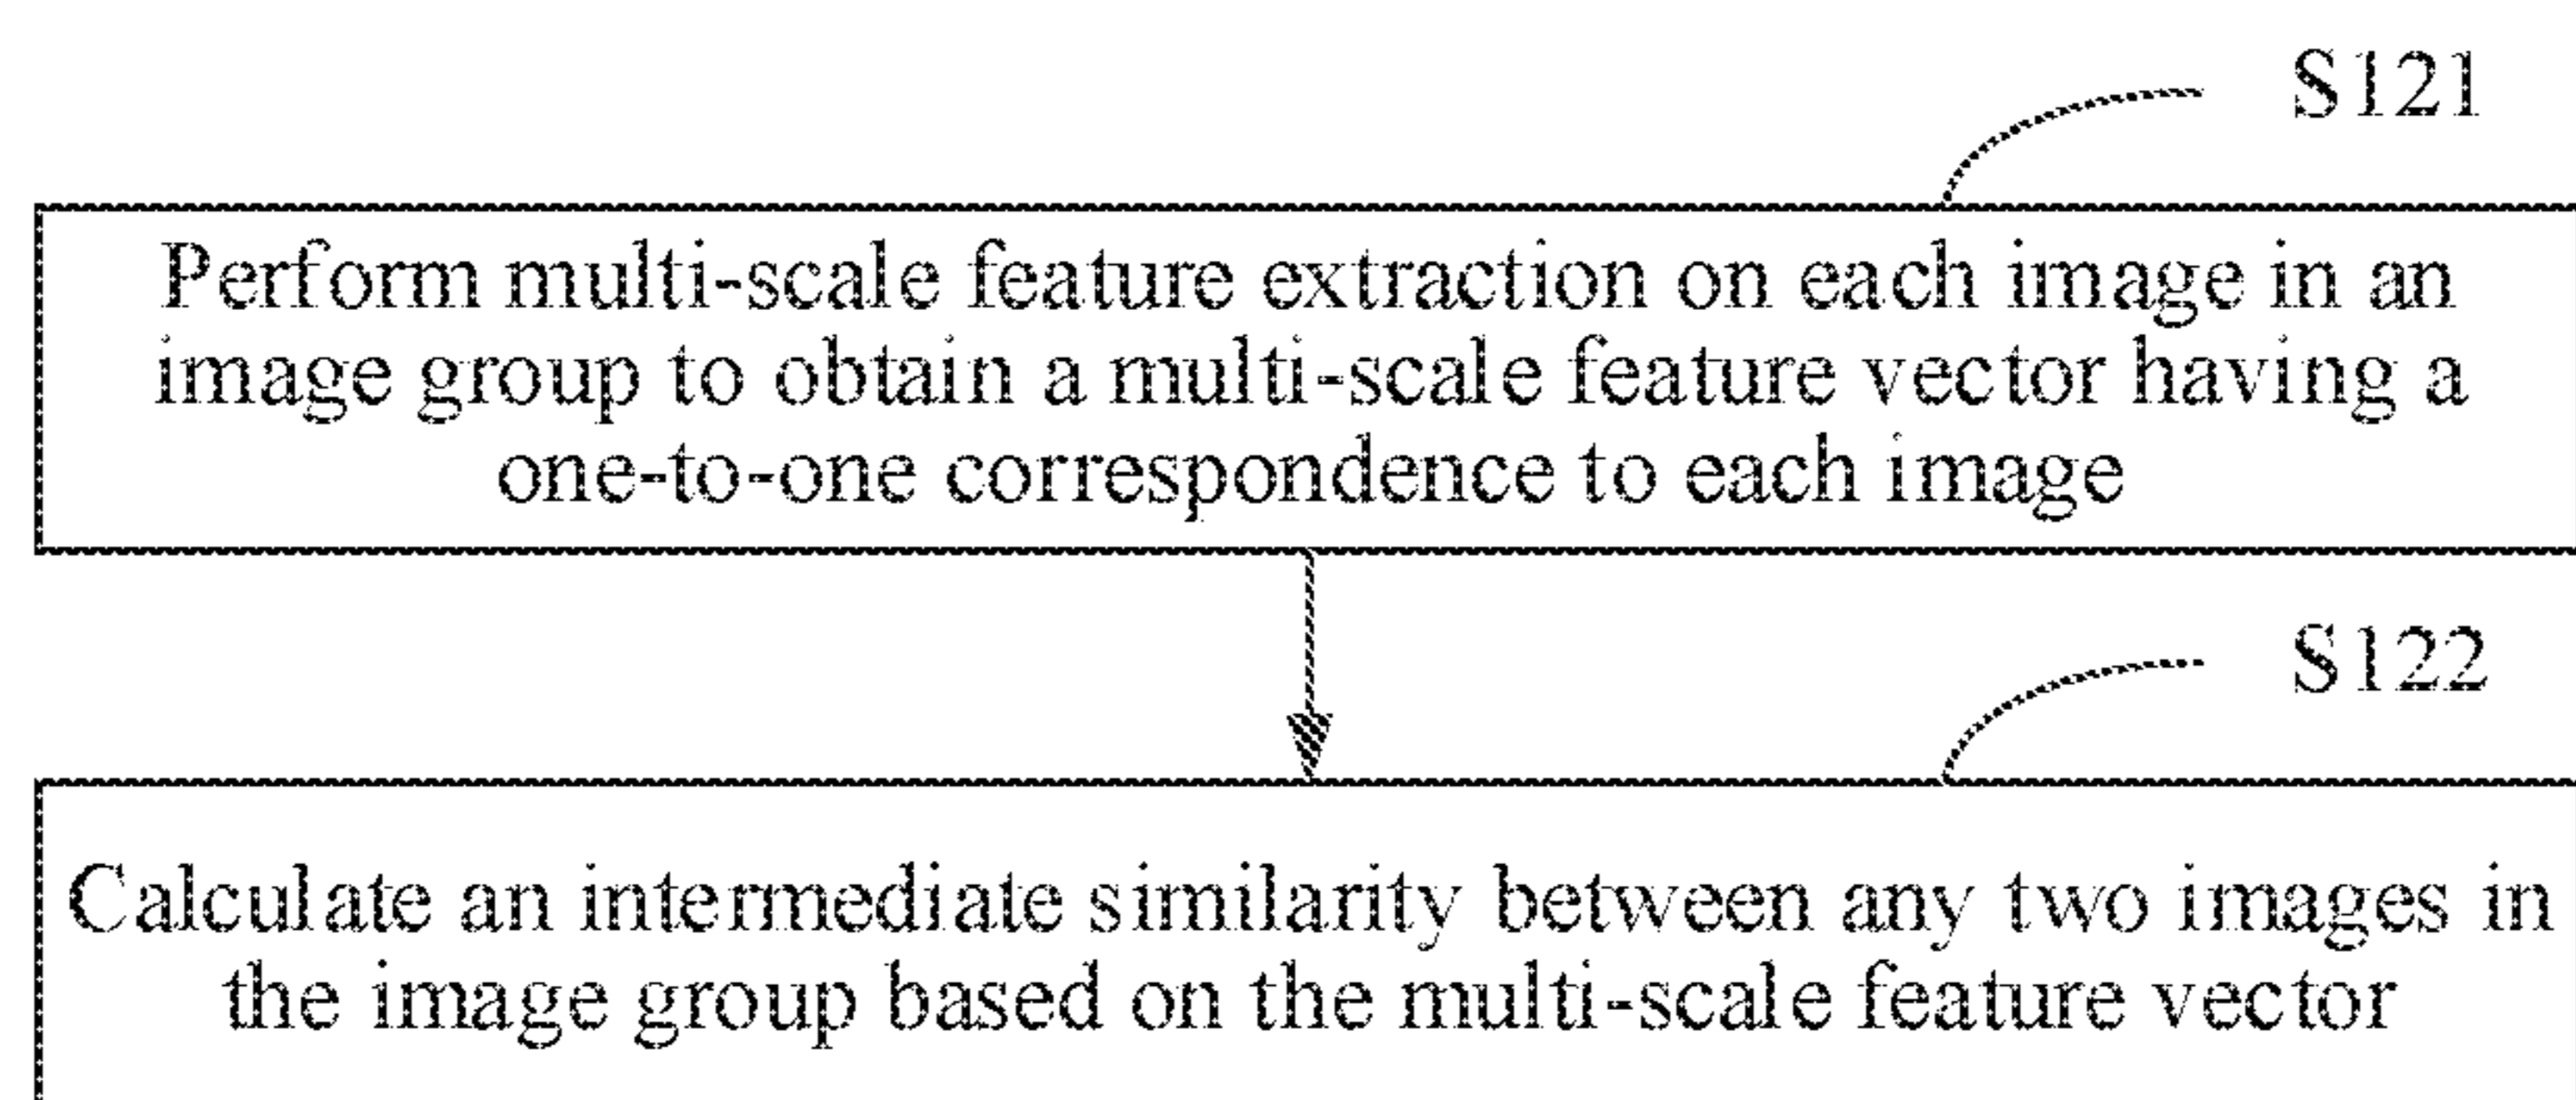 S121
Perform multi-scale feature extraction on each image in an
image group to obtain a multi-scale feature vector having a
one-to-one correspondence to each image
S122
Calculate an intermediate similarity between any two images in
the image group based on the multi-scale feature vector